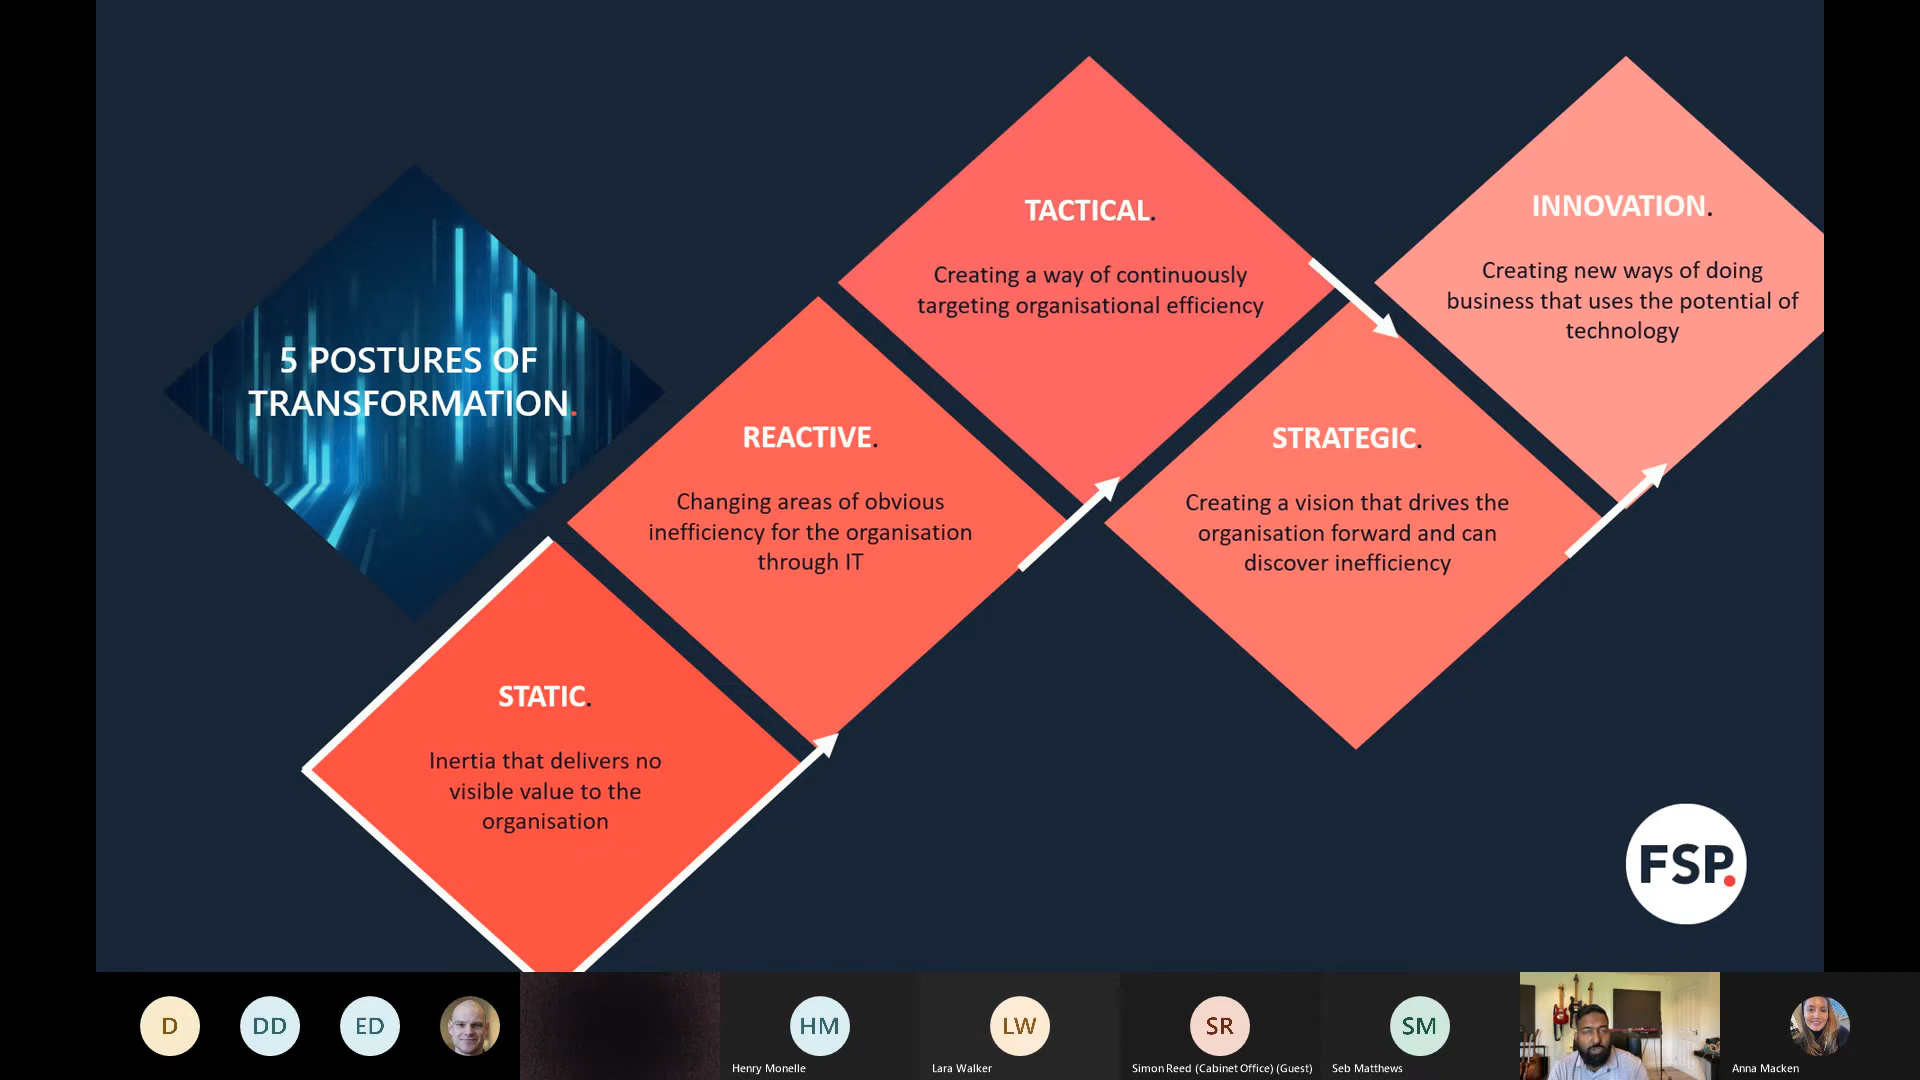 5 POSTURES OF
TRANSFORMATION.
STATIC.
Inertia that delivers no
visible value to the
organisation
REACTIVE.
Changing areas of obvious
inefficiency for the organisation
through IT
TACTICAL.
Creating a way of continuously
targeting organisational efficiency
STRATEGIC.
Creating a vision that drives the
organisation forward and can
discover inefficiency
INNOVATION.
Creating new ways of doing
business that uses the potential of
technology
FSP.
D
DD
ED
HM
Henry Monelle
LW
Lara Walker
SR
Simon Reed (Cabinet Office) (Guest)
SM
Seb Matthews
Anna Macken